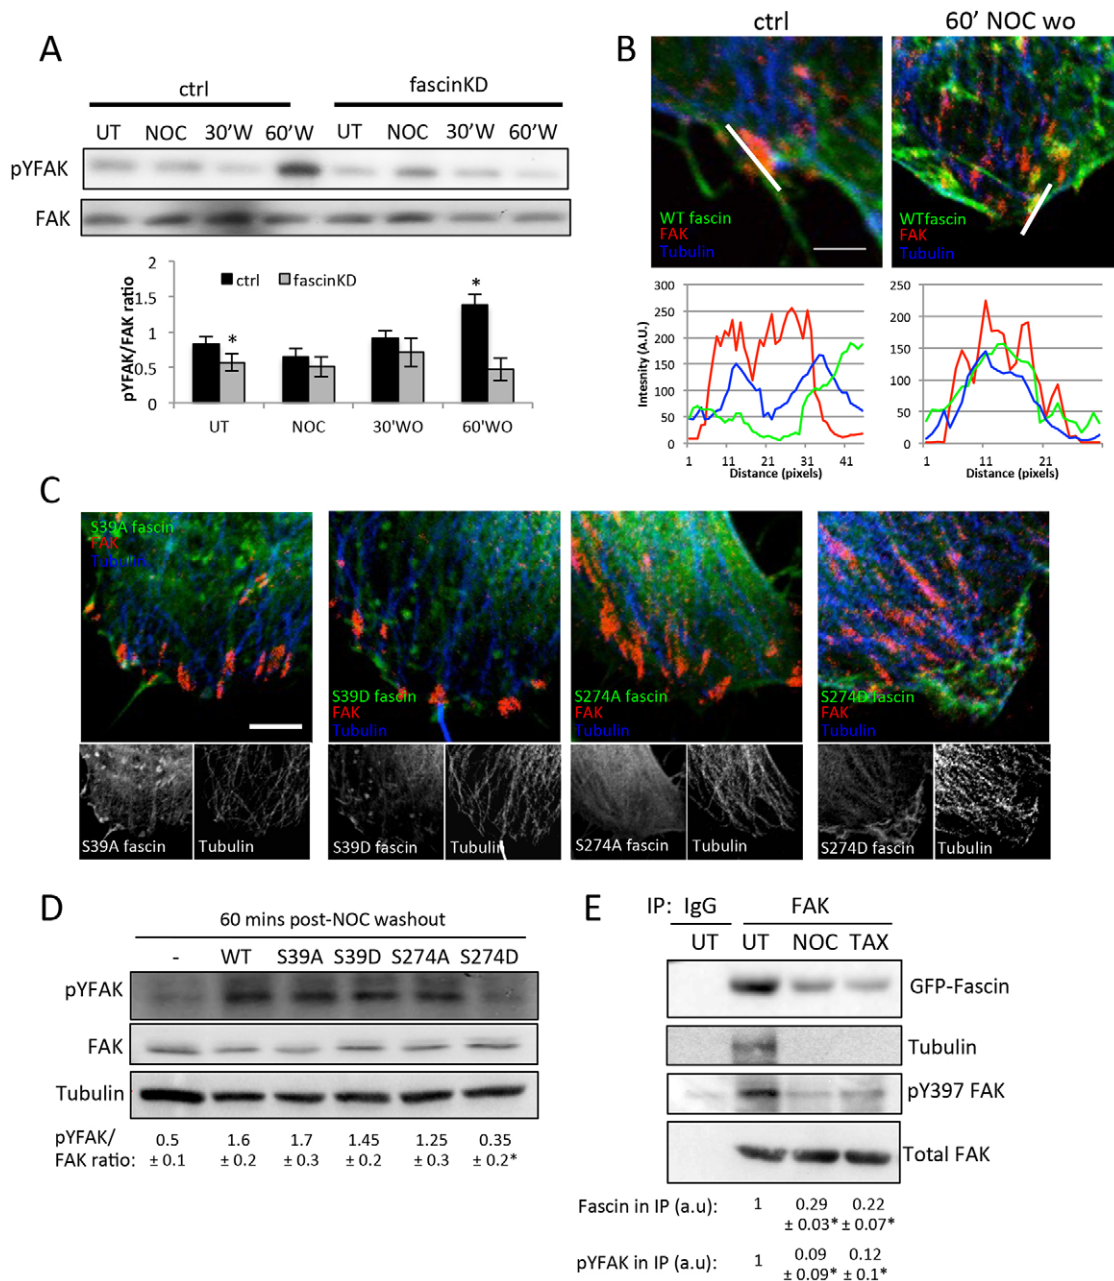 A
ctrl
fascinKD
UT NOC 30'W 60'W UT NOC 30'W 60'W
pYFAK
FAK
2
1.5
1
0.5
0
pYFAK/FAK ratio
ctrl fascinKD
*
*
UT NOC 30'WO 60'WO
B
ctrl
60' NOC wo
WT fascin
FAK
Tubulin
WTfascin
FAK
Tubulin
Intesnity (A.U.)
300
250
200
150
100
50
0
1 11 21 31 41
Distance (pixels)
250
200
150
100
50
0
1 11 21
Distance (pixels)
C
S39A fascin
FAK
Tubulin
S39D fascin
FAK
Tubulin
S274A fascin
FAK
Tubulin
S274D fascin
FAK
Tubulin
S39A fascin
Tubulin
S39D fascin
Tubulin
S274A fascin
Tubulin
S274D fascin
Tubulin
D
60 mins post-NOC washout
- WT S39A S39D S274A S274D
pYFAK
FAK
Tubulin
pYFAK/ 0.5 1.6 1.7 1.45 1.25 0.35
FAK ratio: ± 0.1 ± 0.2 ± 0.3 ± 0.2 ± 0.3 ± 0.2*
E
IP: IgG FAK
UT UT NOC TAX
GFP-Fascin
Tubulin
pY397 FAK
Total FAK
Fascin in IP (a.u): 1 0.29 0.22
± 0.03* ± 0.07*
pYFAK in IP (a.u): 1 0.09 0.12
± 0.09* ± 0.1*